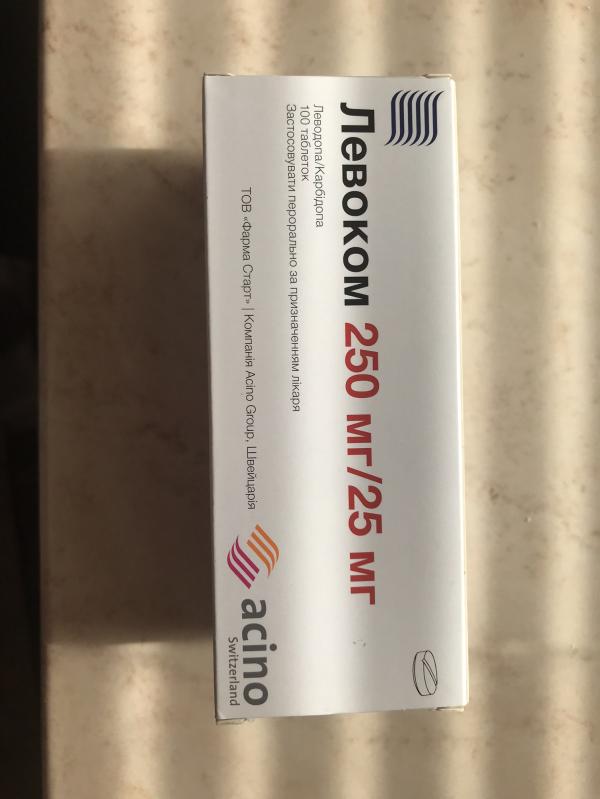 Левоком 250 мг/25 мг
Леводопа/Карбідопа
100 таблеток
Застосовувати перорально за призначенням лікаря
ТОВ «Фарма Старт» | Компанія Acino Group, Швейцарія
acino
Switzerland